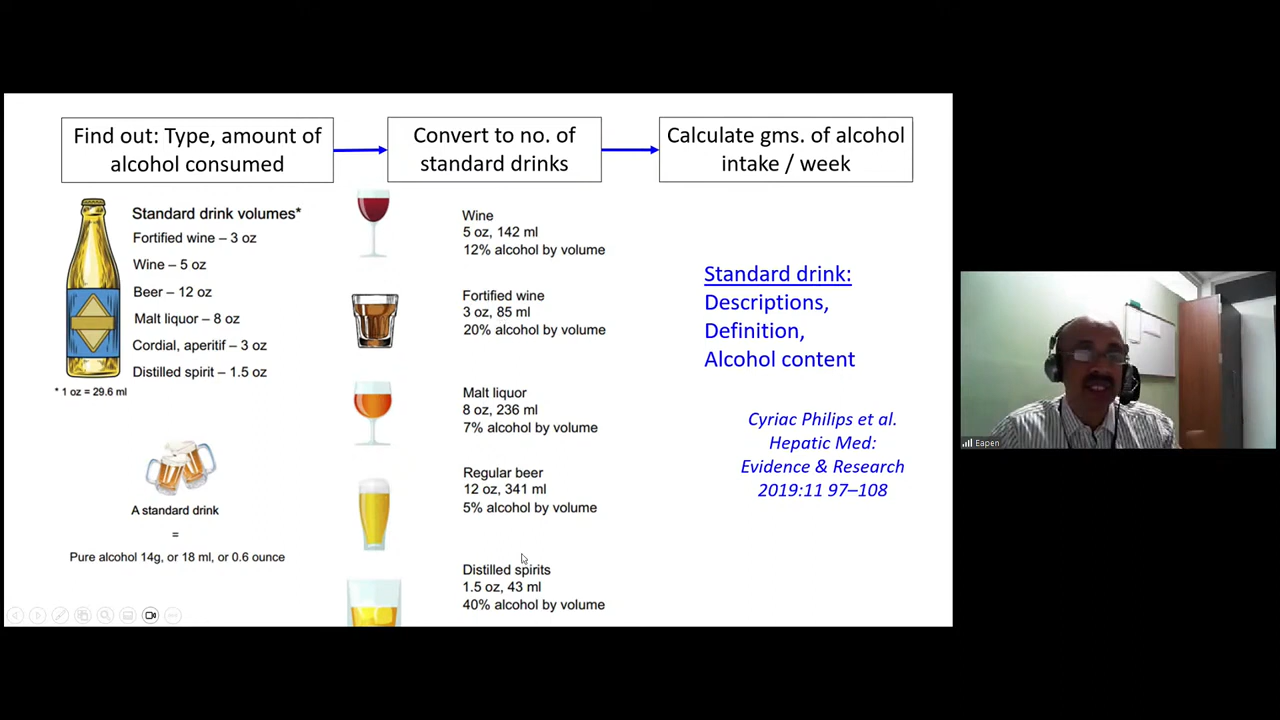 Find out: Type, amount of
alcohol consumed
Convert to no. of
standard drinks
Calculate gms. of alcohol
intake / week
Standard drink volumes*
Fortified wine – 3 oz
Wine – 5 oz
Beer – 12 oz
Malt liquor – 8 oz
Cordial, aperitif – 3 oz
Distilled spirit – 1.5 oz
* 1 oz = 29.6 ml
A standard drink
=
Pure alcohol 14g, or 18 ml, or 0.6 ounce
Wine
5 oz, 142 ml
12% alcohol by volume
Fortified wine
3 oz, 85 ml
20% alcohol by volume
Malt liquor
8 oz, 236 ml
7% alcohol by volume
Regular beer
12 oz, 341 ml
5% alcohol by volume
Distilled spirits
1.5 oz, 43 ml
40% alcohol by volume
Standard drink:
Descriptions,
Definition,
Alcohol content
Cyriac Philips et al.
Hepatic Med:
Evidence & Research
2019:11 97–108
Eapen